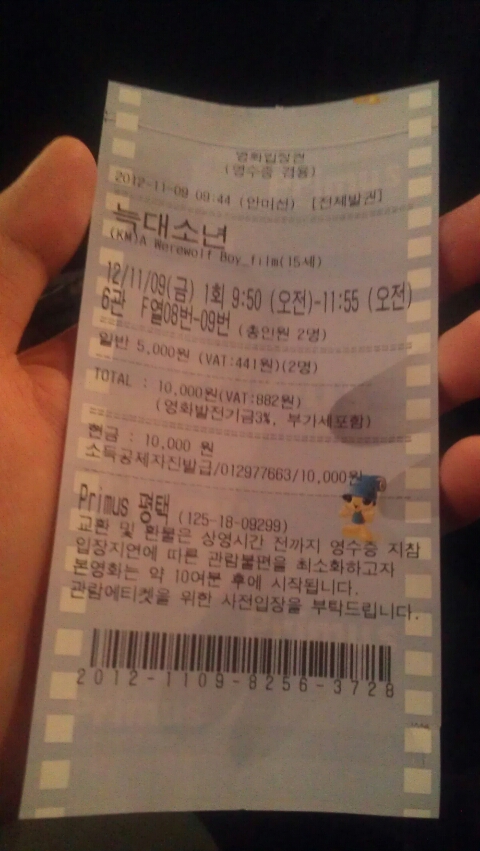 영화입장권
(영수증 겸용)
2012-11-09 09:44 (안미선) [전체발권]
늑대소년
(KM)A Werewolf Boy_film(15세)
12/11/09(금) 1회 9:50 (오전)-11:55 (오전)
6관 F열08번-09번 (총인원 2명)
일반 5,000원 (VAT:441원)(2명)
TOTAL : 10,000원(VAT:882원)
(영화발전기금3%, 부가세포함)
현금 : 10,000 원
소득공제자진발급/012977663/10,000원
Primus 평택 (125-18-09299)
교환 및 환불은 상영시간 전까지 영수증 지참
입장지연에 따른 관람불편을 최소화하고자
본영화는 약 10여분 후에 시작됩니다.
관람에티켓을 위한 사전입장을 부탁드립니다.
2012-1109-8256-3728